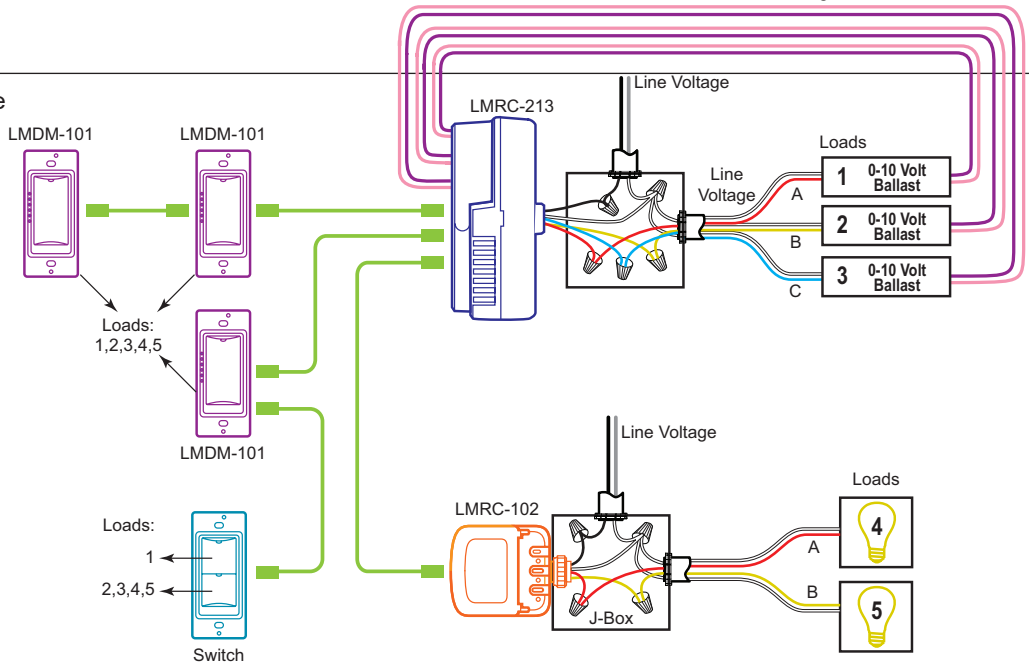 e
LMDM-101
LMDM-101
Loads:
1,2,3,4,5
LMDM-101
Loads:
1
2,3,4,5
Switch
LMRC-213
Line Voltage
Line
Voltage
A
B
C
Loads
1 0-10 Volt
Ballast
2 0-10 Volt
Ballast
3 0-10 Volt
Ballast
LMRC-102
Line Voltage
J-Box
A
B
Loads
4
5